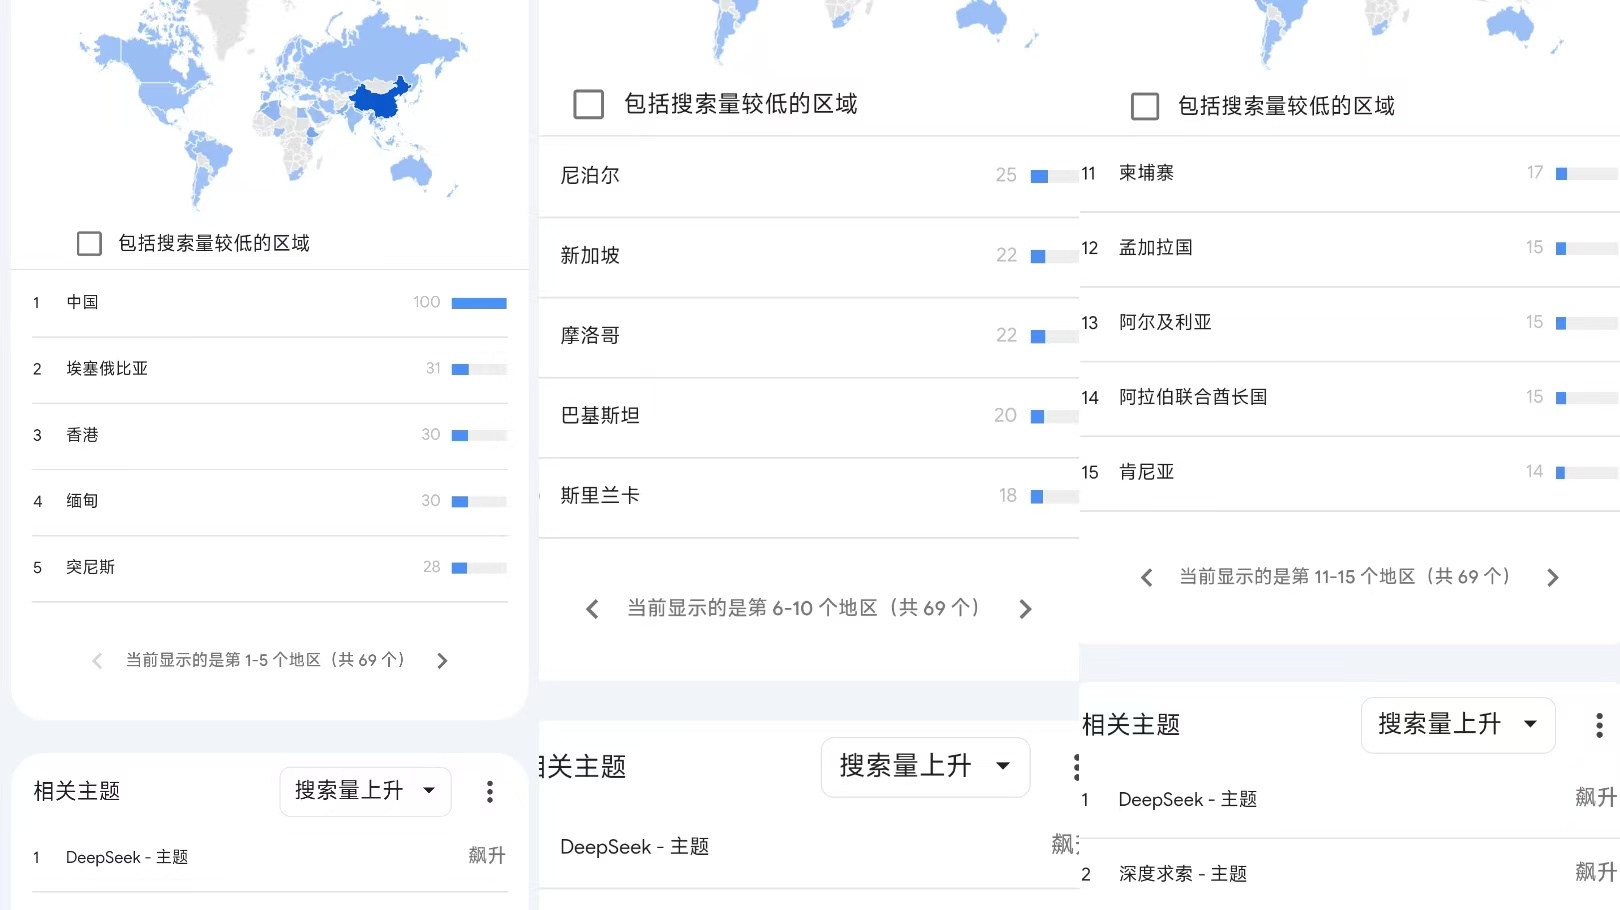 包括搜索量较低的区域
1 中国 100
2 埃塞俄比亚 31
3 香港 30
4 缅甸 30
5 突尼斯 28
当前显示的是第 1-5 个地区（共 69 个）
相关主题 搜索量上升
1 DeepSeek - 主题 飙升
包括搜索量较低的区域
尼泊尔 25
新加坡 22
摩洛哥 22
巴基斯坦 20
斯里兰卡 18
当前显示的是第 6-10 个地区（共 69 个）
相关主题 搜索量上升
DeepSeek - 主题 飙
包括搜索量较低的区域
11 柬埔寨 17
12 孟加拉国 15
13 阿尔及利亚 15
14 阿拉伯联合酋长国 15
15 肯尼亚 14
当前显示的是第 11-15 个地区（共 69 个）
相关主题 搜索量上升
1 DeepSeek - 主题 飙升
2 深度求索 - 主题 飙升